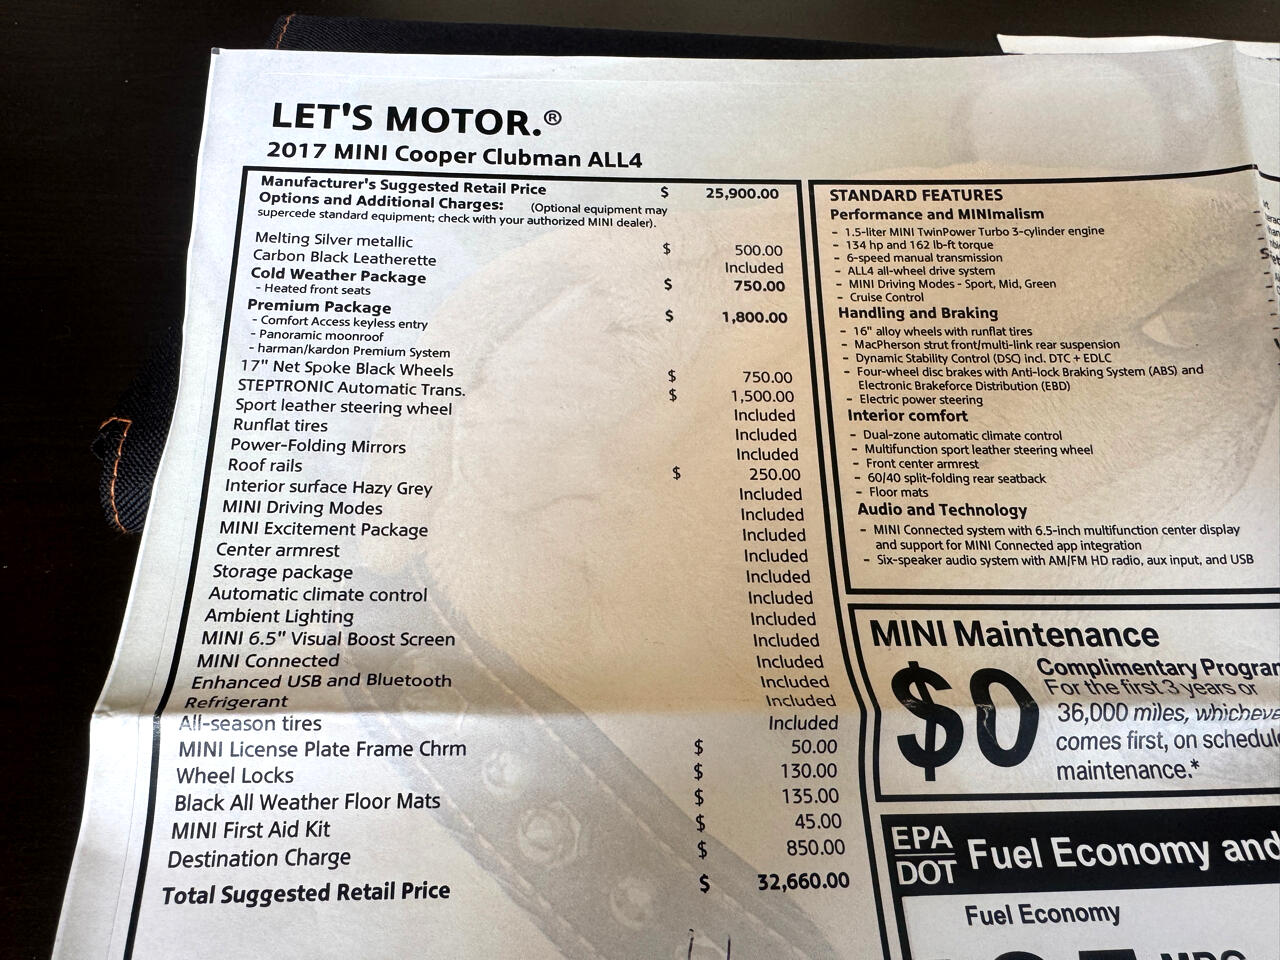 LET'S MOTOR.®
2017 MINI Cooper Clubman ALL4
Manufacturer's Suggested Retail Price $ 25,900.00
Options and Additional Charges: (Optional equipment may
supercede standard equipment; check with your authorized MINI dealer).
Melting Silver metallic $ 500.00
Carbon Black Leatherette Included
Cold Weather Package $ 750.00
- Heated front seats
Premium Package $ 1,800.00
- Comfort Access keyless entry
- Panoramic moonroof
- harman/kardon Premium System
17" Net Spoke Black Wheels $ 750.00
STEPTRONIC Automatic Trans. $ 1,500.00
Sport leather steering wheel Included
Runflat tires Included
Power-Folding Mirrors Included
Roof rails $ 250.00
Interior surface Hazy Grey Included
MINI Driving Modes Included
MINI Excitement Package Included
Center armrest Included
Storage package Included
Automatic climate control Included
Ambient Lighting Included
MINI 6.5" Visual Boost Screen Included
MINI Connected Included
Enhanced USB and Bluetooth Included
Refrigerant Included
All-season tires Included
MINI License Plate Frame Chrm $ 50.00
Wheel Locks $ 130.00
Black All Weather Floor Mats $ 135.00
MINI First Aid Kit $ 45.00
Destination Charge $ 850.00
Total Suggested Retail Price $ 32,660.00
STANDARD FEATURES
Performance and MINImalism
- 1.5-liter MINI TwinPower Turbo 3-cylinder engine
- 134 hp and 162 lb-ft torque
- 6-speed manual transmission
- ALL4 all-wheel drive system
- MINI Driving Modes - Sport, Mid, Green
- Cruise Control
Handling and Braking
- 16" alloy wheels with runflat tires
- MacPherson strut front/multi-link rear suspension
- Dynamic Stability Control (DSC) incl. DTC + EDLC
- Four-wheel disc brakes with Anti-lock Braking System (ABS) and
Electronic Brakeforce Distribution (EBD)
- Electric power steering
Interior comfort
- Dual-zone automatic climate control
- Multifunction sport leather steering wheel
- Front center armrest
- 60/40 split-folding rear seatback
- Floor mats
Audio and Technology
- MINI Connected system with 6.5-inch multifunction center display
and support for MINI Connected app integration
- Six-speaker audio system with AM/FM HD radio, aux input, and USB
MINI Maintenance
$0
Complimentary Progra
For the first 3 years or
36,000 miles, whicheve
comes first, on schedul
maintenance.*
EPA
DOT
Fuel Economy and
Fuel Economy